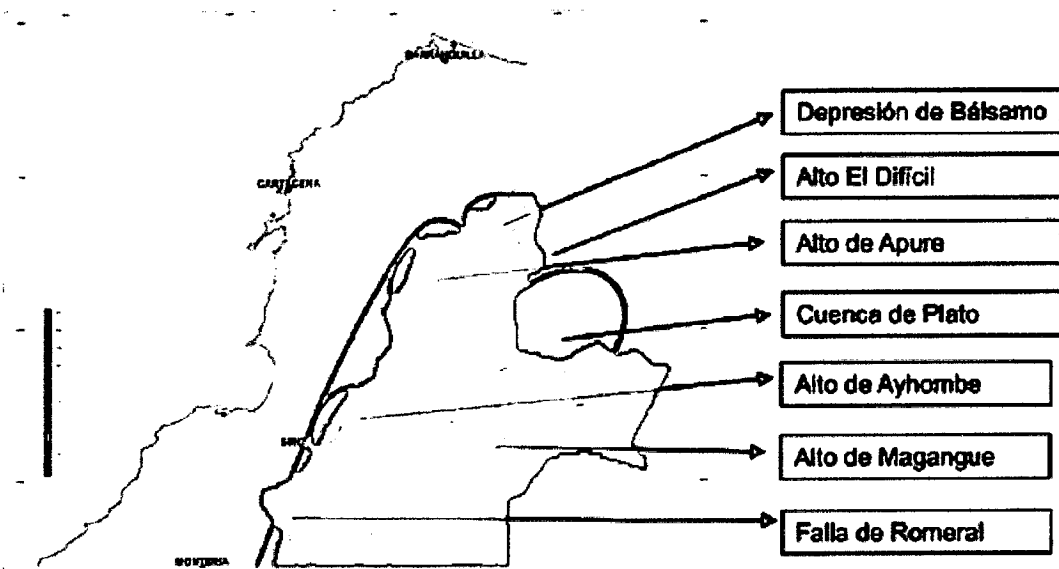 BARRANQUILLA
CARTAGENA
Depresión de Bálsamo
Alto El Difícil
Alto de Apure
Cuenca de Plato
Alto de Ayhombe
Alto de Magangue
Falla de Romeral
MONTERIA